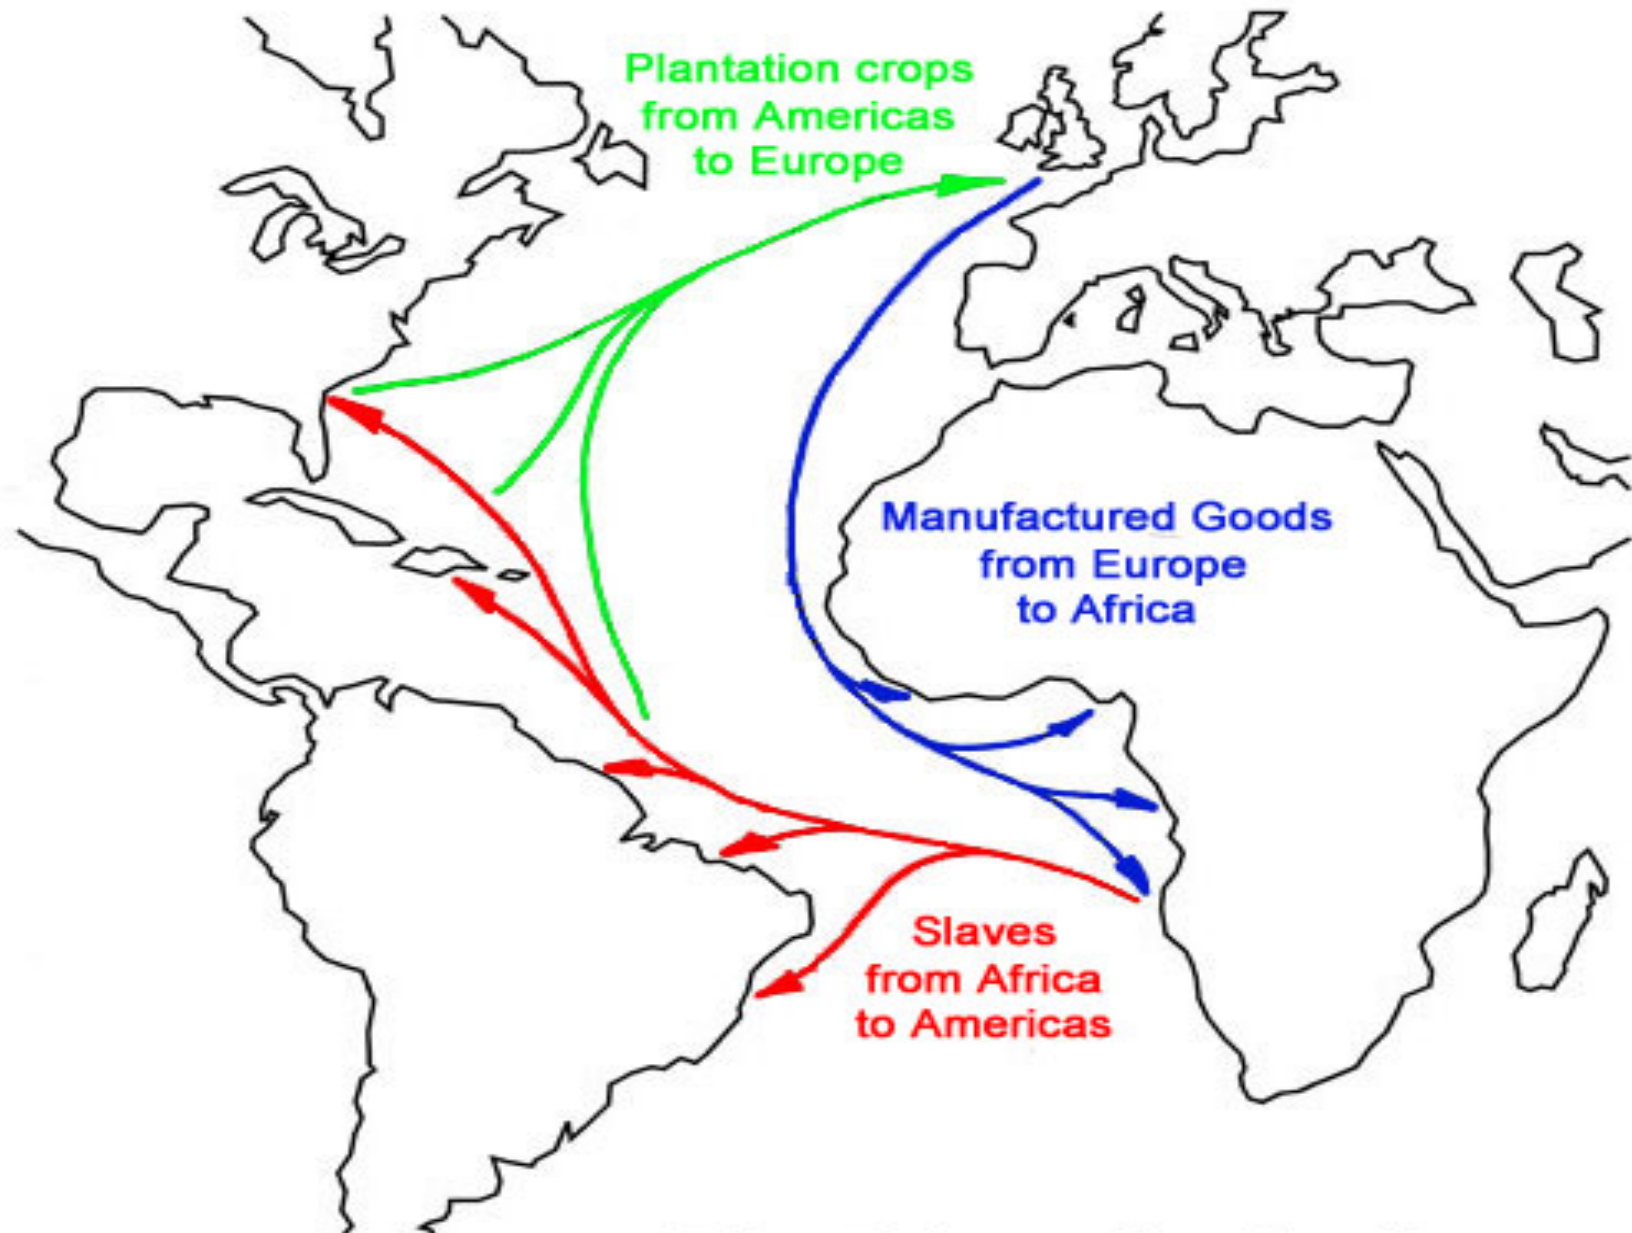 Plantation crops
from Americas
to Europe
Manufactured Goods
from Europe
to Africa
Slaves
from Africa
to Americas